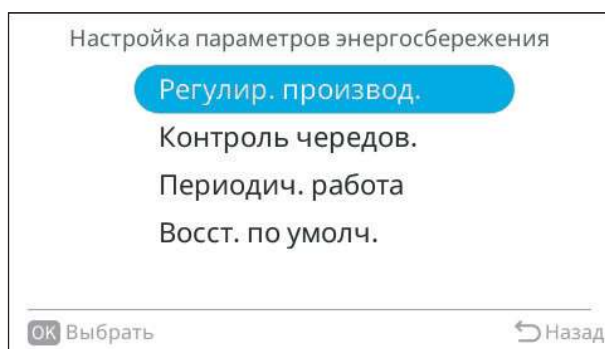 Настройка параметров энергосбережения
Регулир. производ.
Контроль чередов.
Периодич. работа
Восст. по умолч.
OK Выбрать
Назад